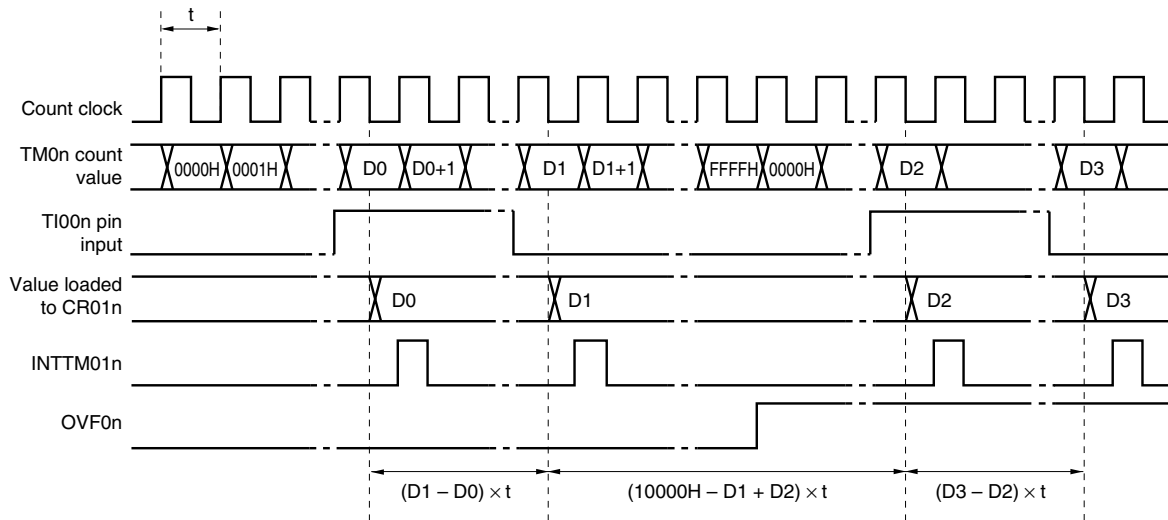 t
Count clock
TM0n count
value
0000H 0001H D0 D0+1 D1 D1+1 FFFFH 0000H D2 D3
TI00n pin
input
Value loaded
to CR01n
D0 D1 D2 D3
INTTM01n
OVF0n
(D1 – D0) × t (10000H – D1 + D2) × t (D3 – D2) × t